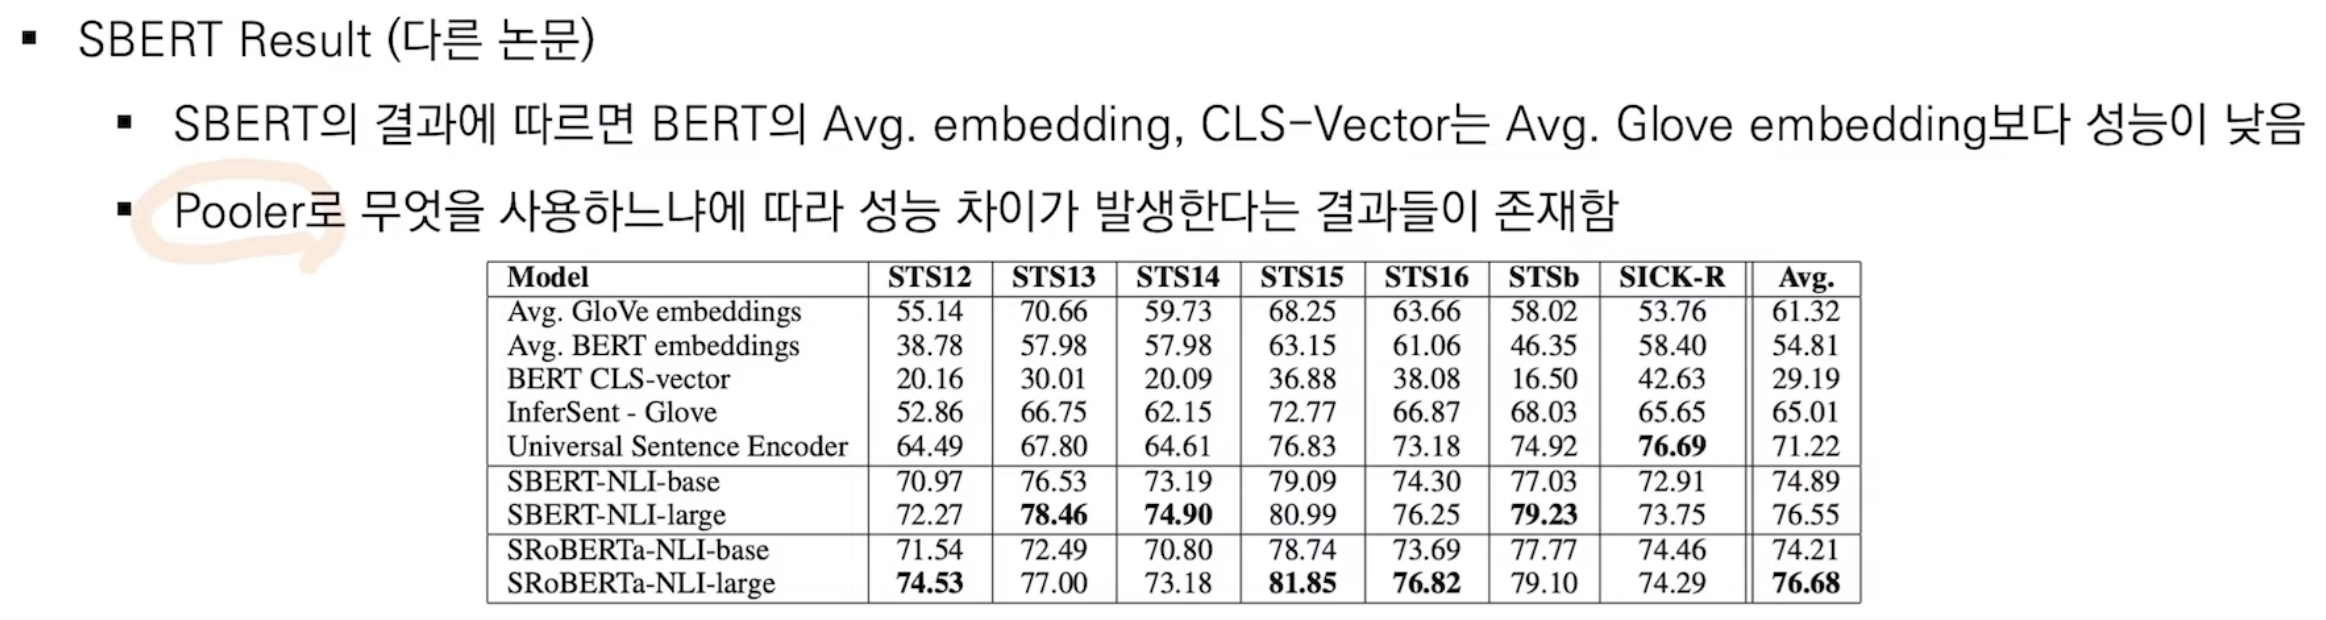 ▪ SBERT Result (다른 논문)
▪ SBERT의 결과에 따르면 BERT의 Avg. embedding, CLS-Vector는 Avg. Glove embedding보다 성능이 낮음
▪ Pooler로 무엇을 사용하느냐에 따라 성능 차이가 발생한다는 결과들이 존재함
Model STS12 STS13 STS14 STS15 STS16 STSb SICK-R Avg.
Avg. GloVe embeddings 55.14 70.66 59.73 68.25 63.66 58.02 53.76 61.32
Avg. BERT embeddings 38.78 57.98 57.98 63.15 61.06 46.35 58.40 54.81
BERT CLS-vector 20.16 30.01 20.09 36.88 38.08 16.50 42.63 29.19
InferSent - Glove 52.86 66.75 62.15 72.77 66.87 68.03 65.65 65.01
Universal Sentence Encoder 64.49 67.80 64.61 76.83 73.18 74.92 76.69 71.22
SBERT-NLI-base 70.97 76.53 73.19 79.09 74.30 77.03 72.91 74.89
SBERT-NLI-large 72.27 78.46 74.90 80.99 76.25 79.23 73.75 76.55
SRoBERTa-NLI-base 71.54 72.49 70.80 78.74 73.69 77.77 74.46 74.21
SRoBERTa-NLI-large 74.53 77.00 73.18 81.85 76.82 79.10 74.29 76.68